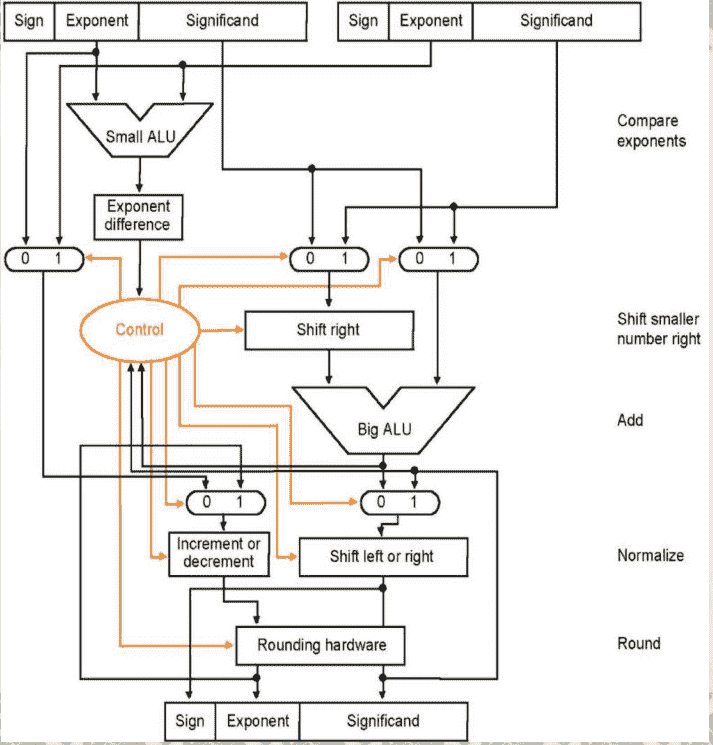 Sign Exponent Significand Sign Exponent Significand
Small ALU
Compare
exponents
Exponent
difference
0 1 0 1 0 1
Control
Shift right
Shift smaller
number right
Big ALU
Add
0 1 0 1
Increment or
decrement
Shift left or right
Normalize
Rounding hardware
Round
Sign Exponent Significand